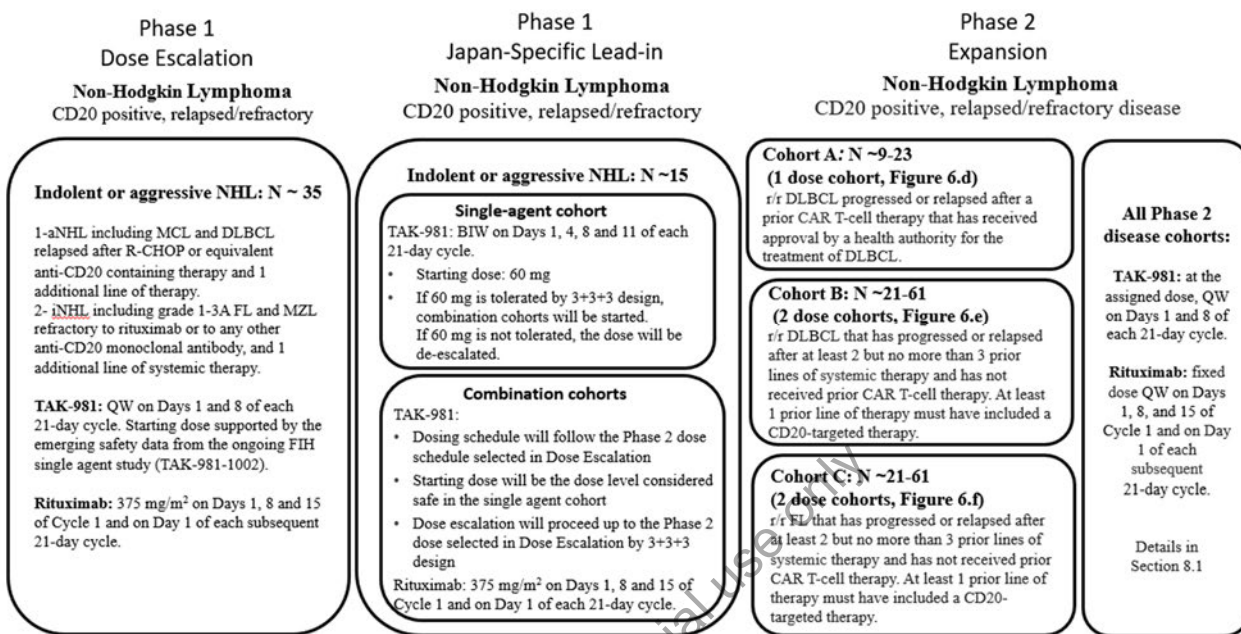 Phase 1
Dose Escalation
Non-Hodgkin Lymphoma
CD20 positive, relapsed/refractory
Indolent or aggressive NHL: N ~ 35
1-aNHL including MCL and DLBCL
relapsed after R-CHOP or equivalent
anti-CD20 containing therapy and 1
additional line of therapy.
2- iNHL including grade 1-3A FL and MZL
refractory to rituximab or to any other
anti-CD20 monoclonal antibody, and 1
additional line of systemic therapy.
TAK-981: QW on Days 1 and 8 of each
21-day cycle. Starting dose supported by the
emerging safety data from the ongoing FIH
single agent study (TAK-981-1002).
Rituximab: 375 mg/m² on Days 1, 8 and 15
of Cycle 1 and on Day 1 of each subsequent
21-day cycle.
Phase 1
Japan-Specific Lead-in
Non-Hodgkin Lymphoma
CD20 positive, relapsed/refractory
Indolent or aggressive NHL: N ~15
Single-agent cohort
TAK-981: BIW on Days 1, 4, 8 and 11 of each
21-day cycle.
• Starting dose: 60 mg
• If 60 mg is tolerated by 3+3+3 design,
combination cohorts will be started.
If 60 mg is not tolerated, the dose will be
de-escalated.
Combination cohorts
TAK-981:
• Dosing schedule will follow the Phase 2 dose
schedule selected in Dose Escalation
• Starting dose will be the dose level considered
safe in the single agent cohort
• Dose escalation will proceed up to the Phase 2
dose selected in Dose Escalation by 3+3+3
design
Rituximab: 375 mg/m² on Days 1, 8 and 15 of
Cycle 1 and on Day 1 of each 21-day cycle.
Phase 2
Expansion
Non-Hodgkin Lymphoma
CD20 positive, relapsed/refractory disease
Cohort A: N ~9-23
(1 dose cohort, Figure 6.d)
r/r DLBCL progressed or relapsed after a
prior CAR T-cell therapy that has received
approval by a health authority for the
treatment of DLBCL.
Cohort B: N ~21-61
(2 dose cohorts, Figure 6.e)
r/r DLBCL that has progressed or relapsed
after at least 2 but no more than 3 prior
lines of systemic therapy and has not
received prior CAR T-cell therapy. At least
1 prior line of therapy must have included a
CD20-targeted therapy.
Cohort C: N ~21-61
(2 dose cohorts, Figure 6.f)
r/r FL that has progressed or relapsed after
at least 2 but no more than 3 prior lines of
systemic therapy and has not received prior
CAR T-cell therapy. At least 1 prior line of
therapy must have included a CD20-
targeted therapy.
All Phase 2
disease cohorts:
TAK-981: at the
assigned dose, QW
on Days 1 and 8 of
each 21-day cycle.
Rituximab: fixed
dose QW on Days
1, 8, and 15 of
Cycle 1 and on Day
1 of each
subsequent
21-day cycle.
Details in
Section 8.1
use only